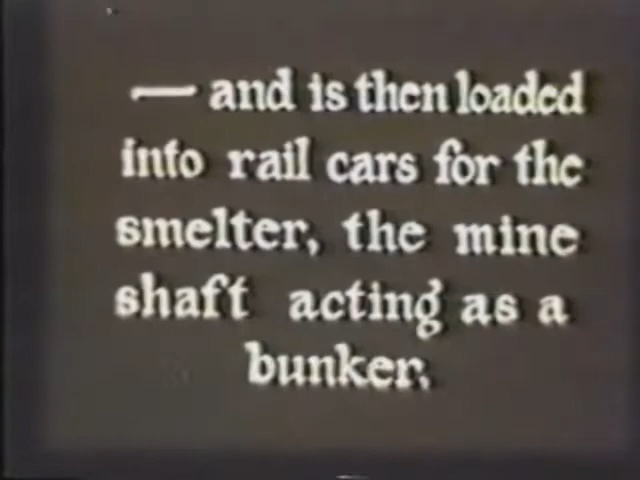 — and is then loaded
into rail cars for the
smelter, the mine
shaft acting as a
bunker.